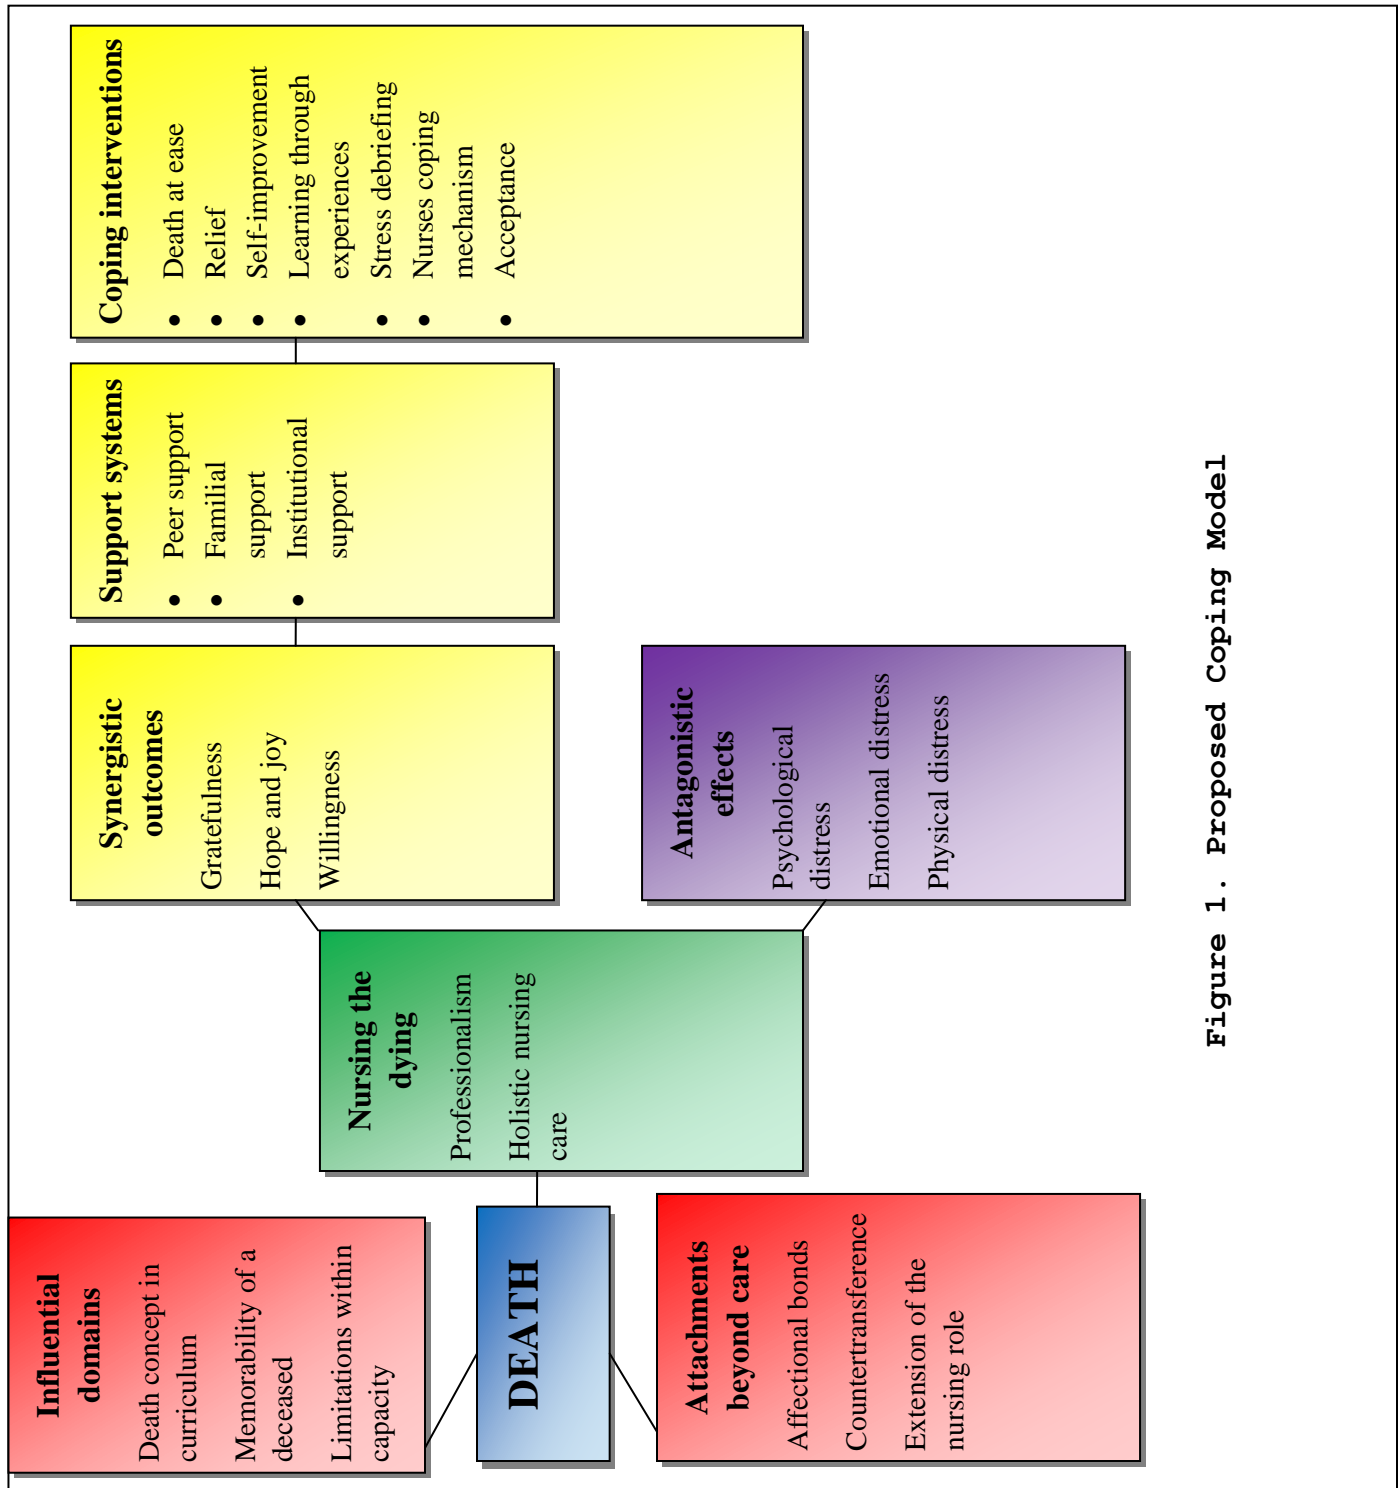 Influential
domains
Death concept in
curriculum
Memorability of a
deceased
Limitations within
capacity
DEATH
Attachments
beyond care
Affectional bonds
Countertransference
Extension of the
nursing role
Nursing the
dying
Professionalism
Holistic nursing
care
Synergistic
outcomes
Gratefulness
Hope and joy
Willingness
Antagonistic
effects
Psychological
distress
Emotional distress
Physical distress
Support systems
• Peer support
• Familial
support
• Institutional
support
Coping interventions
• Death at ease
• Relief
• Self-improvement
• Learning through
experiences
• Stress debriefing
• Nurses coping
mechanism
• Acceptance
Figure 1. Proposed Coping Model